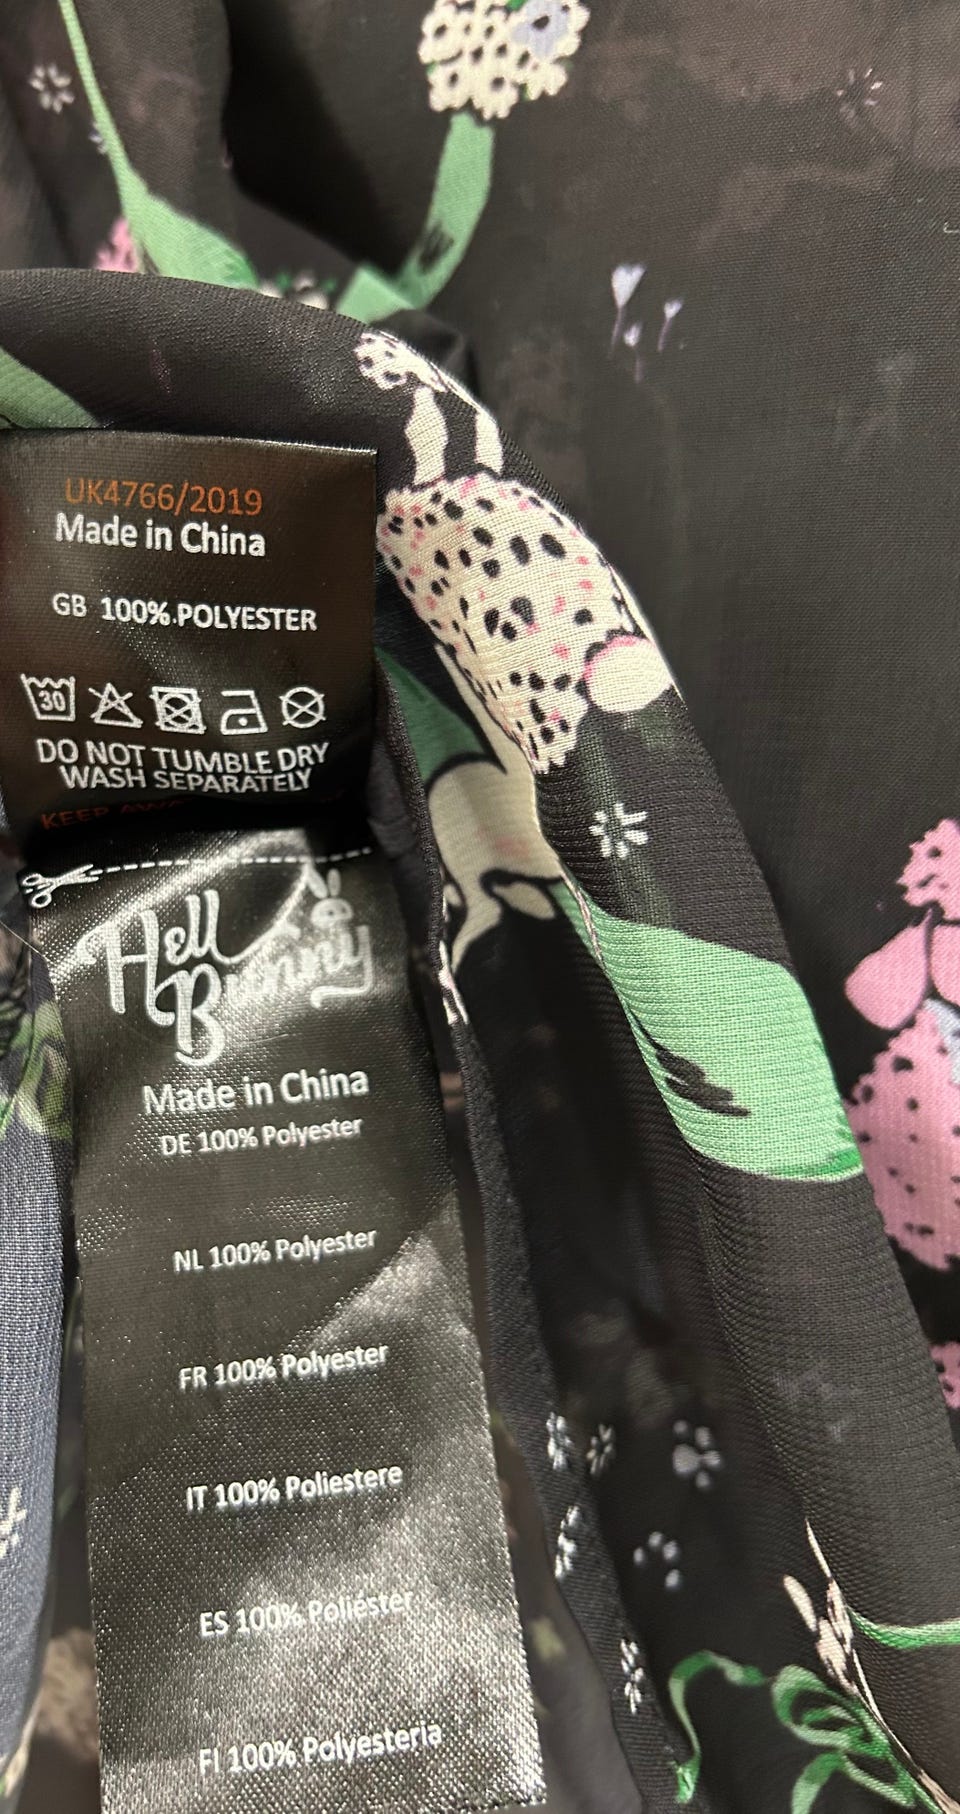 UK4766/2019
Made in China
GB 100%.POLYESTER
30
DO NOT TUMBLE DRY
WASH SEPARATELY
KEEP AWAY
Hell
Bunny
Made in China
DE 100% Polyester
NL 100% Polyester
FR 100% Polyester
IT 100% Poliestere
ES 100% Poliéster
FI 100% Polyesteria